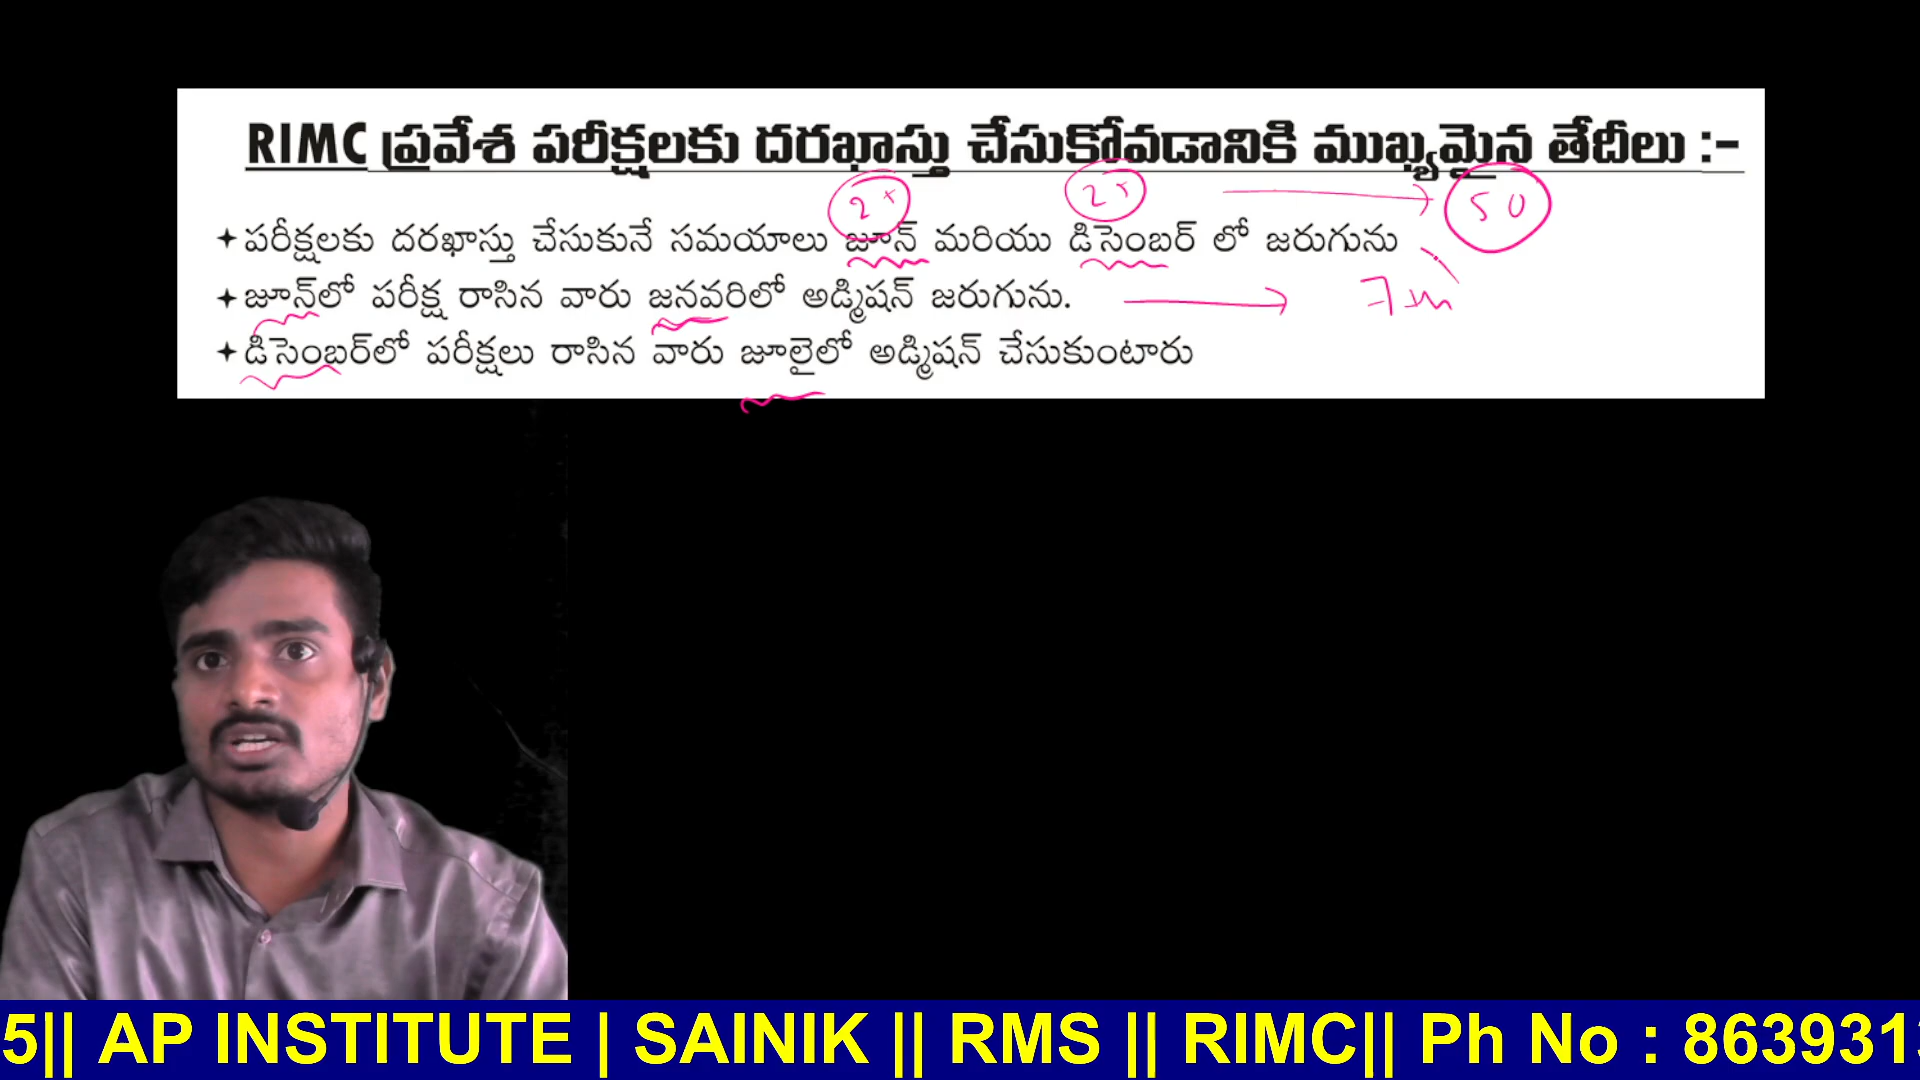 RIMC ప్రవేశ పరీక్షలకు దరఖాస్తు చేసుకోవడానికి ముఖ్యమైన తేదీలు :-
25 25 50
+ పరీక్షలకు దరఖాస్తు చేసుకునే సమయాలు జూన్ మరియు డిసెంబర్ లో జరుగును
+ జూన్‌లో పరీక్ష రాసిన వారు జనవరిలో అడ్మిషన్ జరుగును.
+ డిసెంబర్‌లో పరీక్షలు రాసిన వారు జూలైలో అడ్మిషన్ చేసుకుంటారు
5|| AP INSTITUTE | SAINIK || RMS || RIMC|| Ph No : 863931